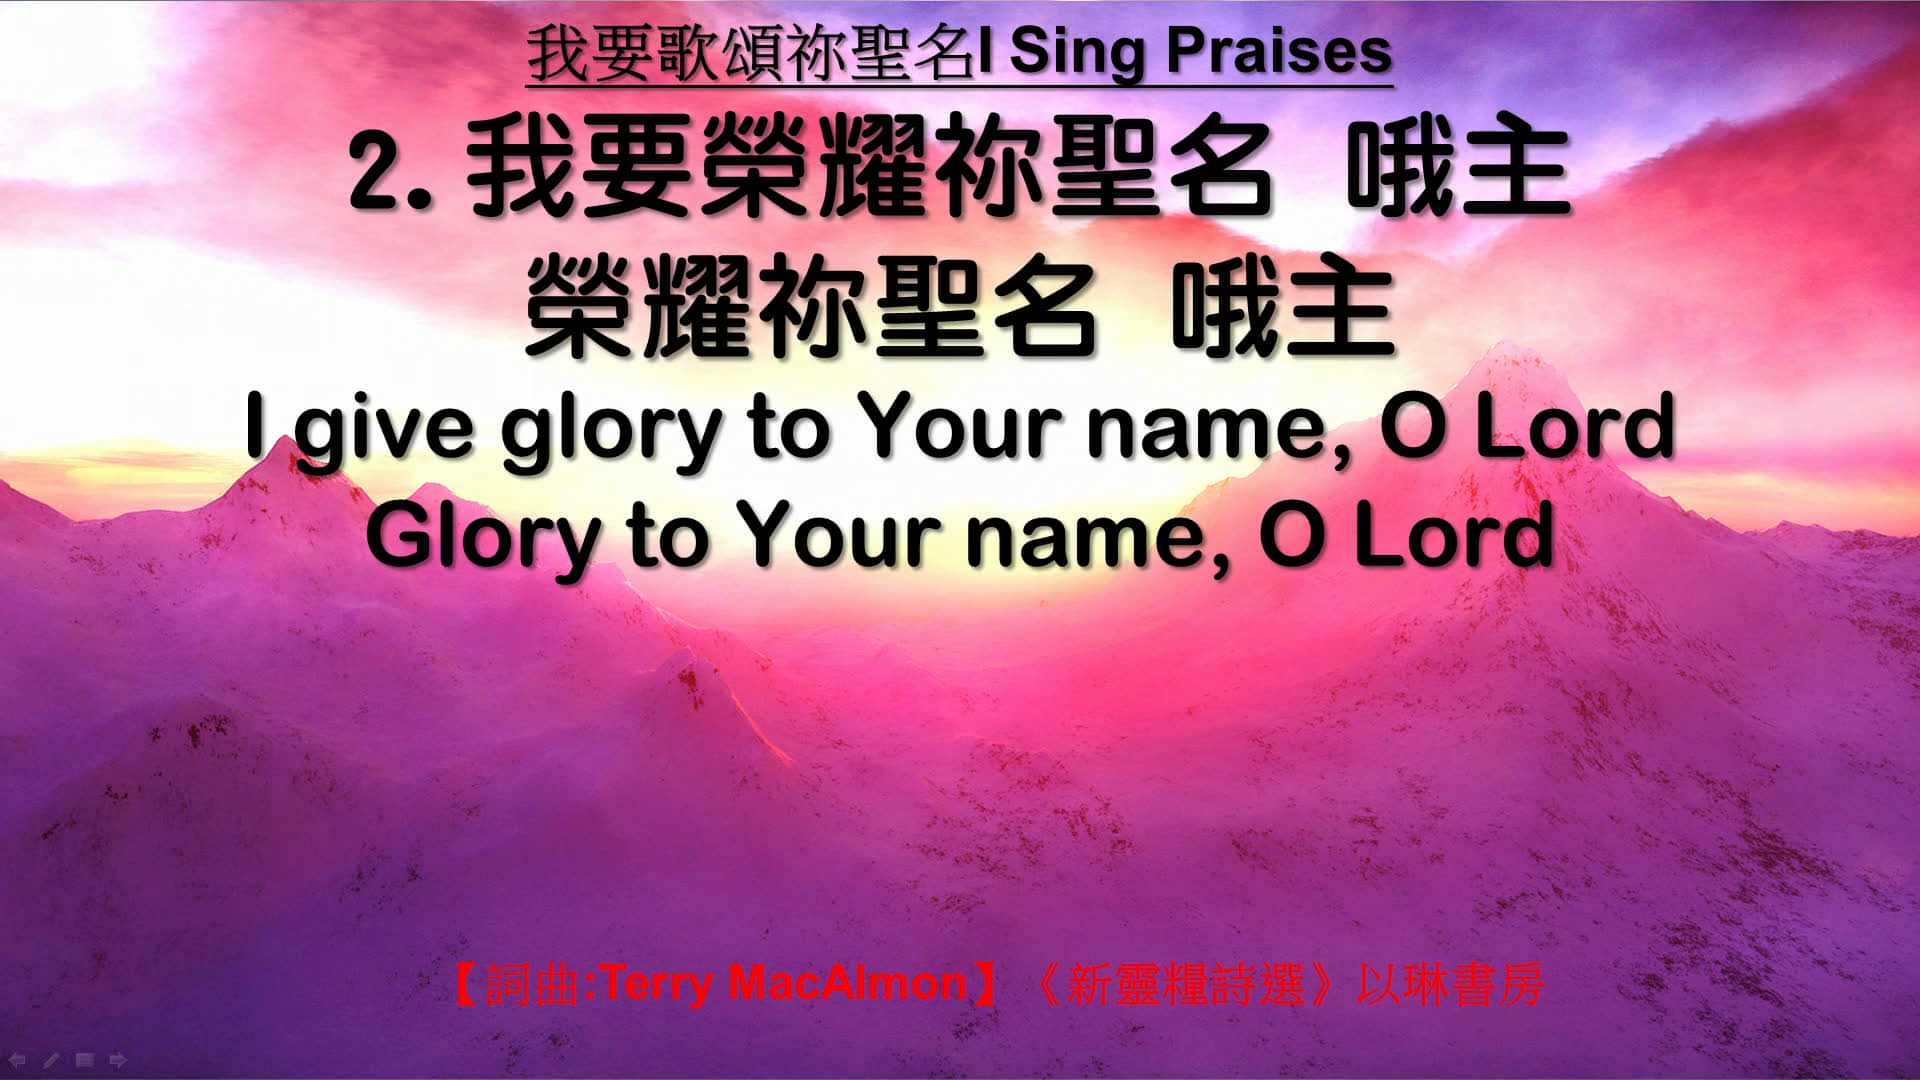 我要歌頌祢聖名I Sing Praises
2.我要榮耀祢聖名 哦主
榮耀祢聖名 哦主
I give glory to Your name, O Lord
Glory to Your name, O Lord
【詞曲:Terry MacAlmon】《新靈糧詩選》以琳書房